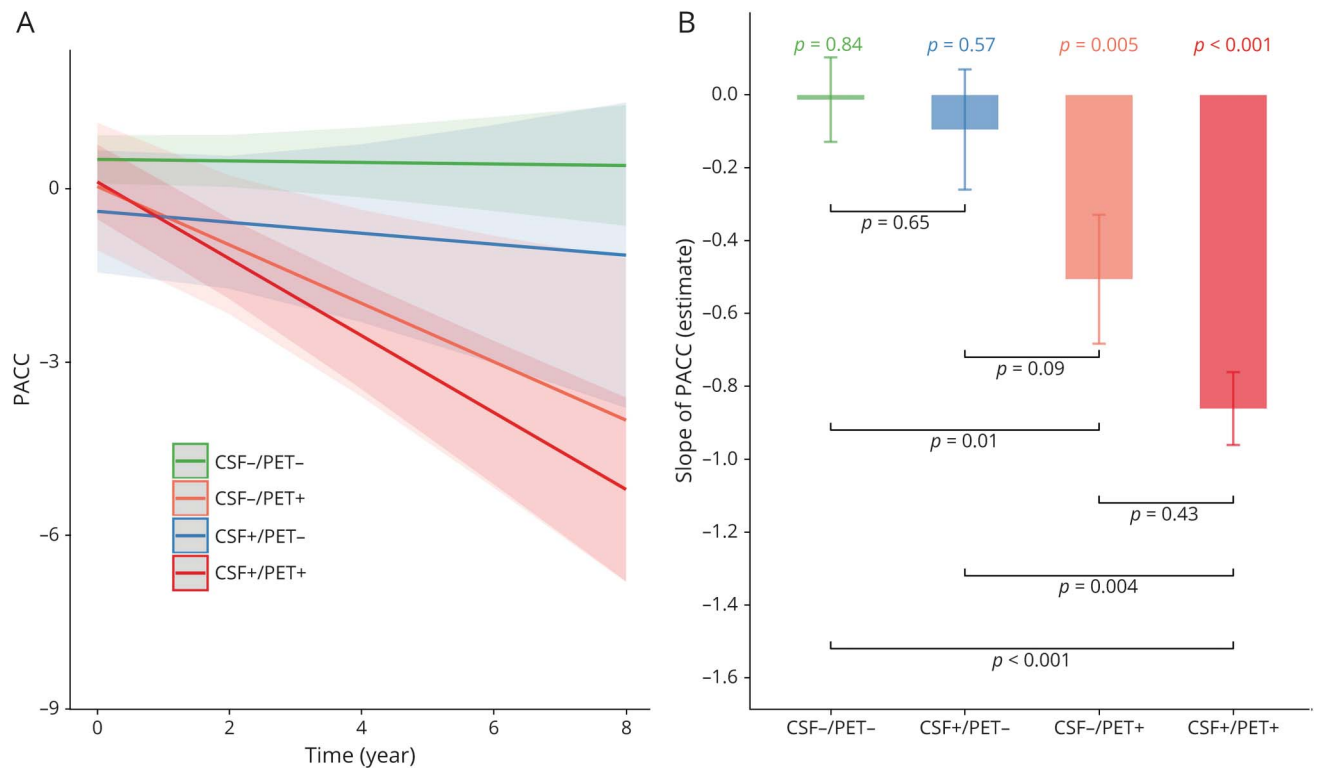 A
PACC
0
−3
−6
−9
CSF−/PET−
CSF−/PET+
CSF+/PET−
CSF+/PET+
0 2 4 6 8
Time (year)
B
Slope of PACC (estimate)
p = 0.84 p = 0.57 p = 0.005 p < 0.001
0.0
−0.2
−0.4
−0.6
−0.8
−1.0
−1.2
−1.4
−1.6
p = 0.65
p = 0.09
p = 0.01
p = 0.43
p = 0.004
p < 0.001
CSF−/PET− CSF+/PET− CSF−/PET+ CSF+/PET+